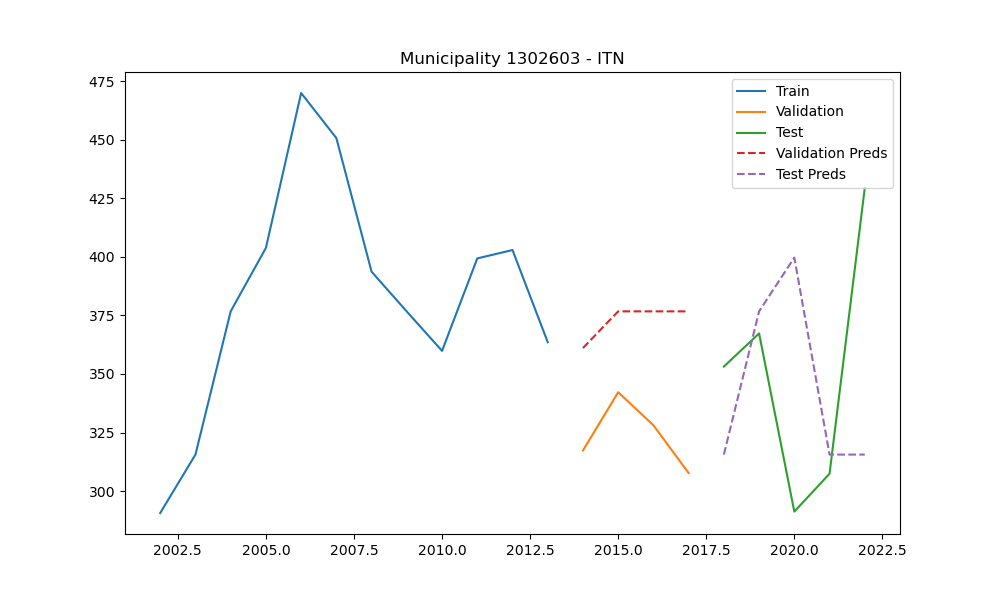 Municipality 1302603 - ITN
475
450
425
400
375
350
325
300
Train
Validation
Test
Validation Preds
Test Preds
2002.5 2005.0 2007.5 2010.0 2012.5 2015.0 2017.5 2020.0 2022.5